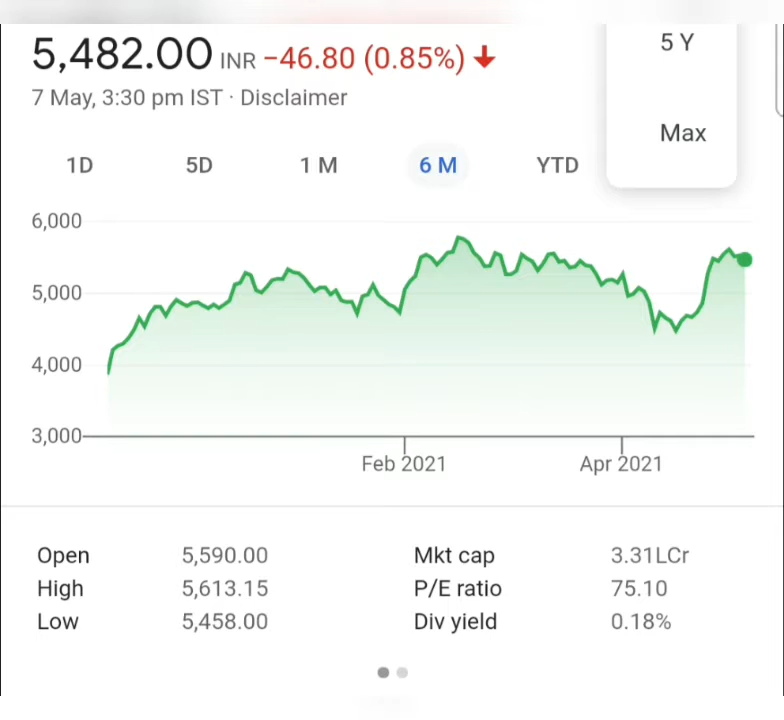 5 Y
5,482.00 INR −46.80 (0.85%) ↓
7 May, 3:30 pm IST · Disclaimer
Max
1D 5D 1 M 6 M YTD
6,000
5,000
4,000
3,000
Feb 2021 Apr 2021
Open 5,590.00 Mkt cap 3.31LCr
High 5,613.15 P/E ratio 75.10
Low 5,458.00 Div yield 0.18%